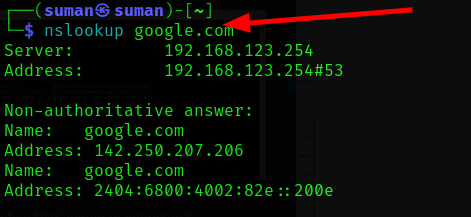 ┌──(suman㉿suman)-[~]
└─$ nslookup google.com
Server:         192.168.123.254
Address:        192.168.123.254#53

Non-authoritative answer:
Name:   google.com
Address: 142.250.207.206
Name:   google.com
Address: 2404:6800:4002:82e::200e